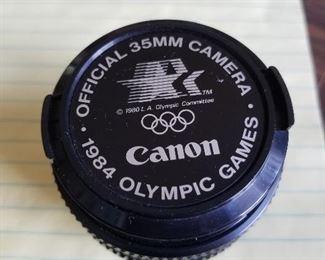 • OFFICIAL 35MM CAMERA •
TM
© 1980 L.A. Olympic Committee
Canon
1984 OLYMPIC GAMES